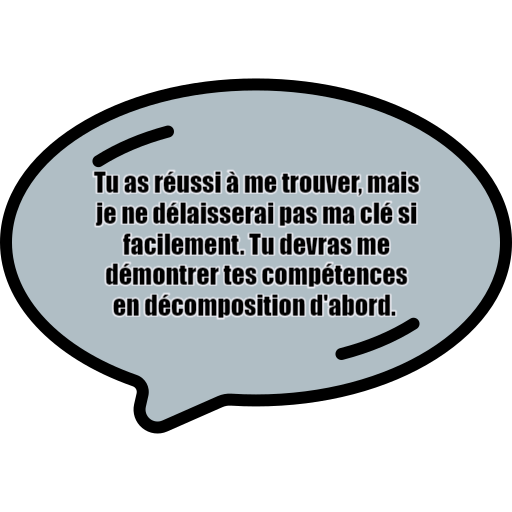 Tu as réussi à me trouver, mais
je ne délaisserai pas ma clé si
facilement. Tu devras me
démontrer tes compétences
en décomposition d'abord.